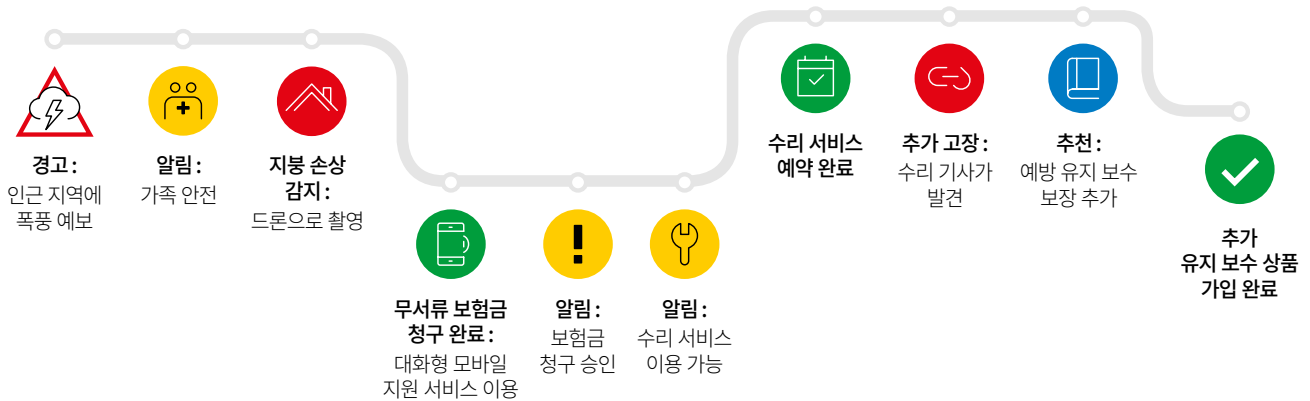 경고 :
인근 지역에
폭풍 예보
알림 :
가족 안전
지붕 손상
감지 :
드론으로 촬영
무서류 보험금
청구 완료 :
대화형 모바일
지원 서비스 이용
알림 :
보험금
청구 승인
알림 :
수리 서비스
이용 가능
수리 서비스
예약 완료
추가 고장 :
수리 기사가
발견
추천 :
예방 유지 보수
보장 추가
추가
유지 보수 상품
가입 완료